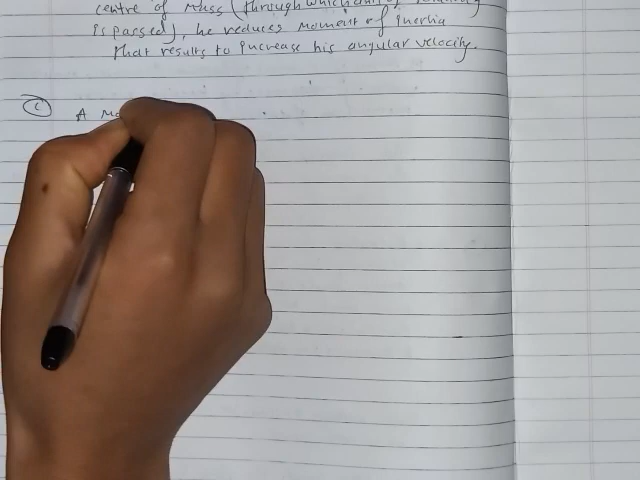 centre of Mass (through which axis of rotation
is passed), he reduces Moment of inertia
that results to increase his angular velocity.
(c) A